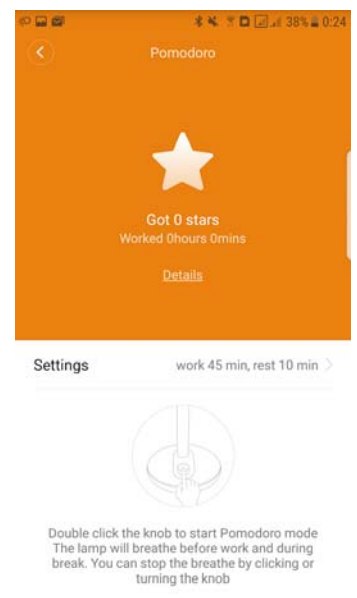 38% 0:24
Pomodoro
Got 0 stars
Worked 0hours 0mins
Details
Settings work 45 min, rest 10 min
Double click the knob to start Pomodoro mode
The lamp will breathe before work and during
break. You can stop the breathe by clicking or
turning the knob